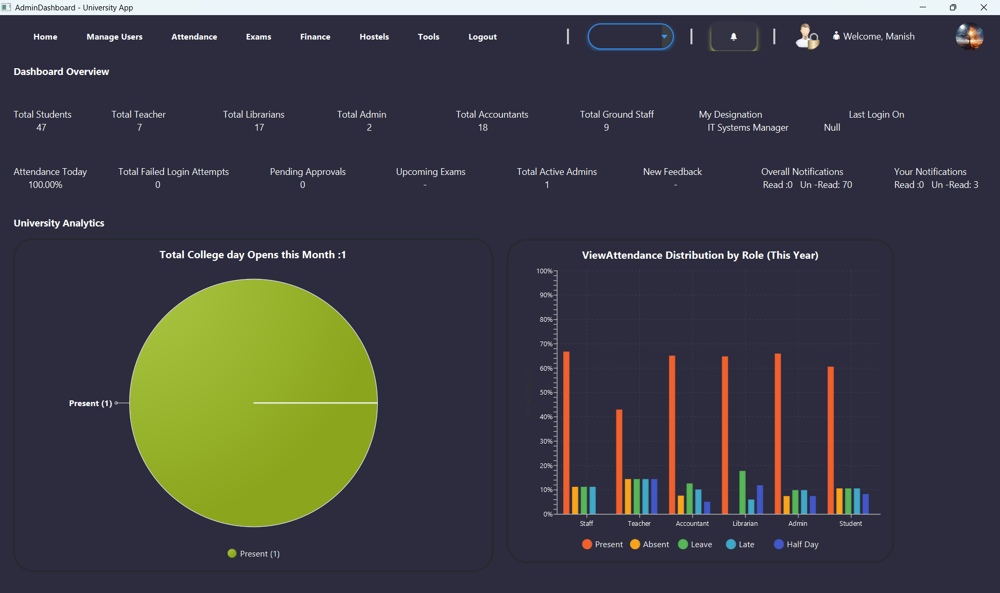 AdminDashboard - University App
Home Manage Users Attendance Exams Finance Hostels Tools Logout Welcome, Manish
Dashboard Overview
Total Students Total Teacher Total Librarians Total Admin Total Accountants Total Ground Staff My Designation Last Login On
47 7 17 2 18 9 IT Systems Manager Null
Attendance Today Total Failed Login Attempts Pending Approvals Upcoming Exams Total Active Admins New Feedback Overall Notifications Your Notifications
100.00% 0 0 - 1 - Read :0 Un -Read: 70 Read :0 Un -Read: 3
University Analytics
Total College day Opens this Month :1
Present (1)
Present (1)
ViewAttendance Distribution by Role (This Year)
100%
90%
80%
70%
60%
50%
40%
30%
20%
10%
0%
Staff Teacher Accountant Librarian Admin Student
Present Absent Leave Late Half Day